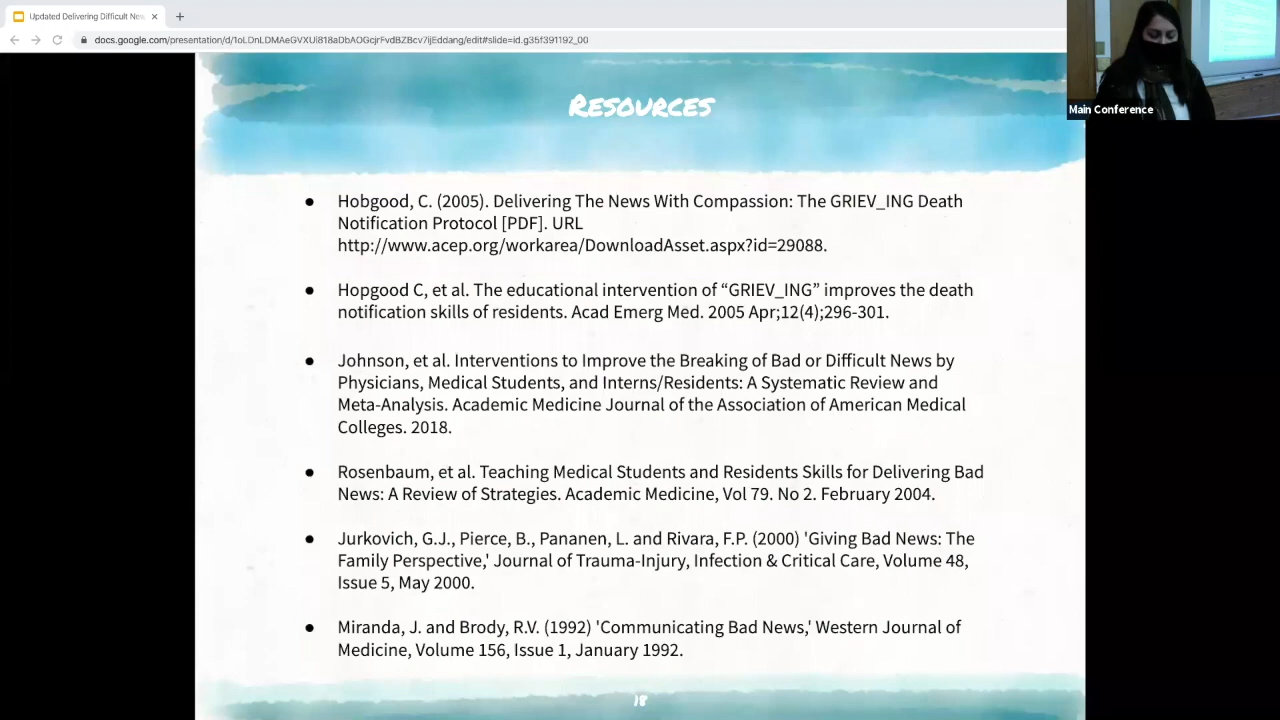 Updated Delivering Difficult New
docs.google.com/presentation/d/1oLDnLDMAeGVXUi818aDbAOGcjrFvdBZBcv7ijEddang/edit#slide=id.g35f391192_00
Main Conference
Resources
● Hobgood, C. (2005). Delivering The News With Compassion: The GRIEV_ING Death
Notification Protocol [PDF]. URL
http://www.acep.org/workarea/DownloadAsset.aspx?id=29088.
● Hopgood C, et al. The educational intervention of “GRIEV_ING” improves the death
notification skills of residents. Acad Emerg Med. 2005 Apr;12(4);296-301.
● Johnson, et al. Interventions to Improve the Breaking of Bad or Difficult News by
Physicians, Medical Students, and Interns/Residents: A Systematic Review and
Meta-Analysis. Academic Medicine Journal of the Association of American Medical
Colleges. 2018.
● Rosenbaum, et al. Teaching Medical Students and Residents Skills for Delivering Bad
News: A Review of Strategies. Academic Medicine, Vol 79. No 2. February 2004.
● Jurkovich, G.J., Pierce, B., Pananen, L. and Rivara, F.P. (2000) 'Giving Bad News: The
Family Perspective,' Journal of Trauma-Injury, Infection & Critical Care, Volume 48,
Issue 5, May 2000.
● Miranda, J. and Brody, R.V. (1992) 'Communicating Bad News,' Western Journal of
Medicine, Volume 156, Issue 1, January 1992.
18